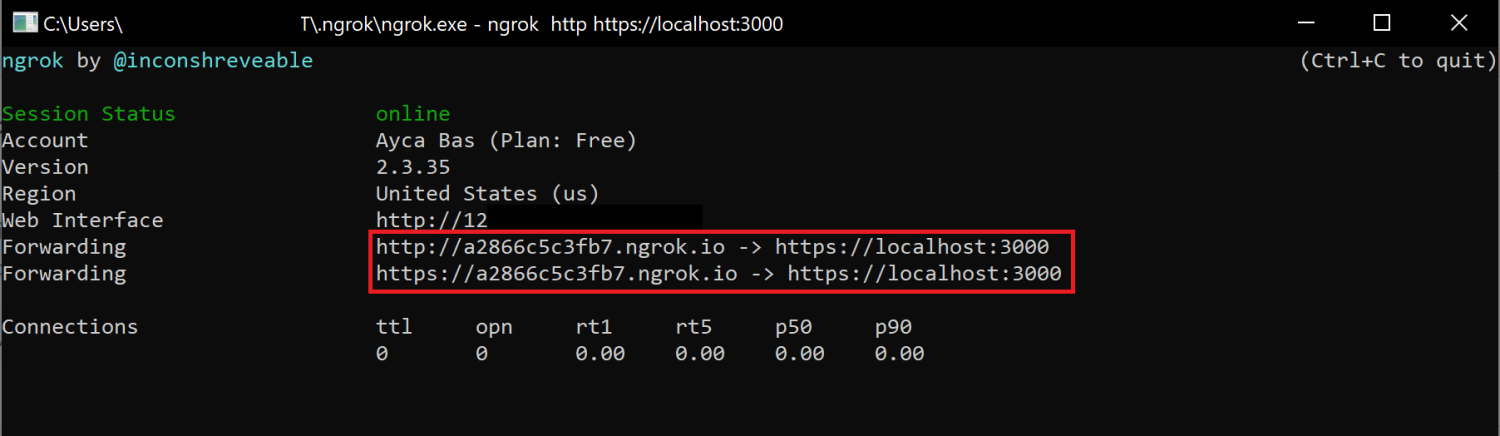 C:\Users\ T\.ngrok\ngrok.exe - ngrok http https://localhost:3000
ngrok by @inconshreveable (Ctrl+C to quit)
Session Status online
Account Ayca Bas (Plan: Free)
Version 2.3.35
Region United States (us)
Web Interface http://12
Forwarding http://a2866c5c3fb7.ngrok.io -> https://localhost:3000
Forwarding https://a2866c5c3fb7.ngrok.io -> https://localhost:3000
Connections ttl opn rt1 rt5 p50 p90
0 0 0.00 0.00 0.00 0.00